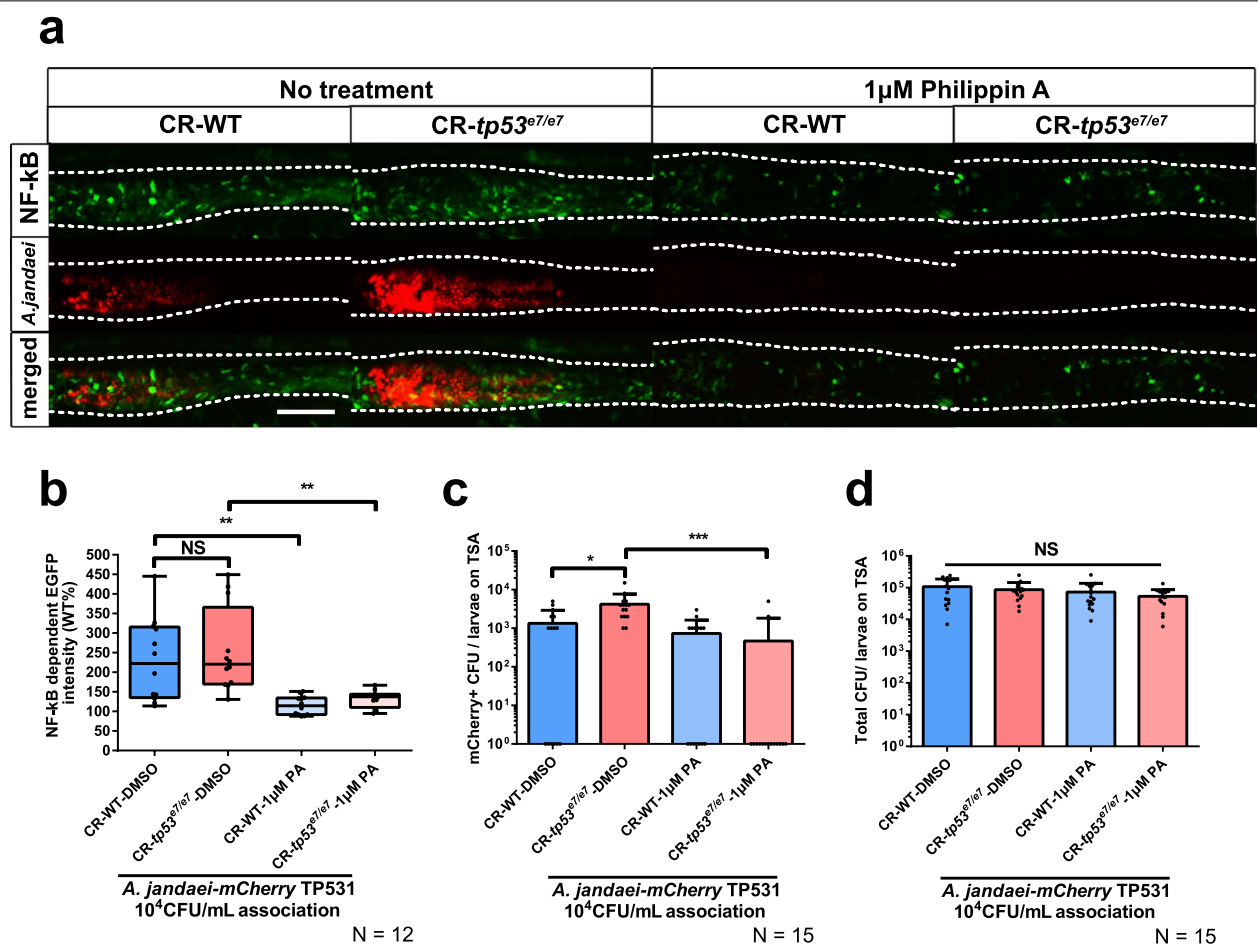 a
No treatment
1µM Philippin A
CR-WT
CR-tp53e7/e7
CR-WT
CR-tp53e7/e7
NF-kB
A.jandaei
merged
b
**
**
NS
NF-kB dependent EGFP
intensity (WT%)
500
450
400
350
300
250
200
150
100
50
0
CR-WT-DMSO
CR-tp53e7/e7 -DMSO
CR-WT-1µM PA
CR-tp53e7/e7 -1µM PA
A. jandaei-mCherry TP531
10⁴CFU/mL association
N = 12
c
***
*
mCherry+ CFU / larvae on TSA
10⁵
10⁴
10³
10²
10¹
10⁰
CR-WT-DMSO
CR-tp53e7/e7 -DMSO
CR-WT-1µM PA
CR-tp53e7/e7 -1µM PA
A. jandaei-mCherry TP531
10⁴CFU/mL association
N = 15
d
NS
Total CFU/ larvae on TSA
10⁶
10⁵
10⁴
10³
10²
10¹
10⁰
CR-WT-DMSO
CR-tp53e7/e7 -DMSO
CR-WT-1µM PA
CR-tp53e7/e7 -1µM PA
A. jandaei-mCherry TP531
10⁴CFU/mL association
N = 15